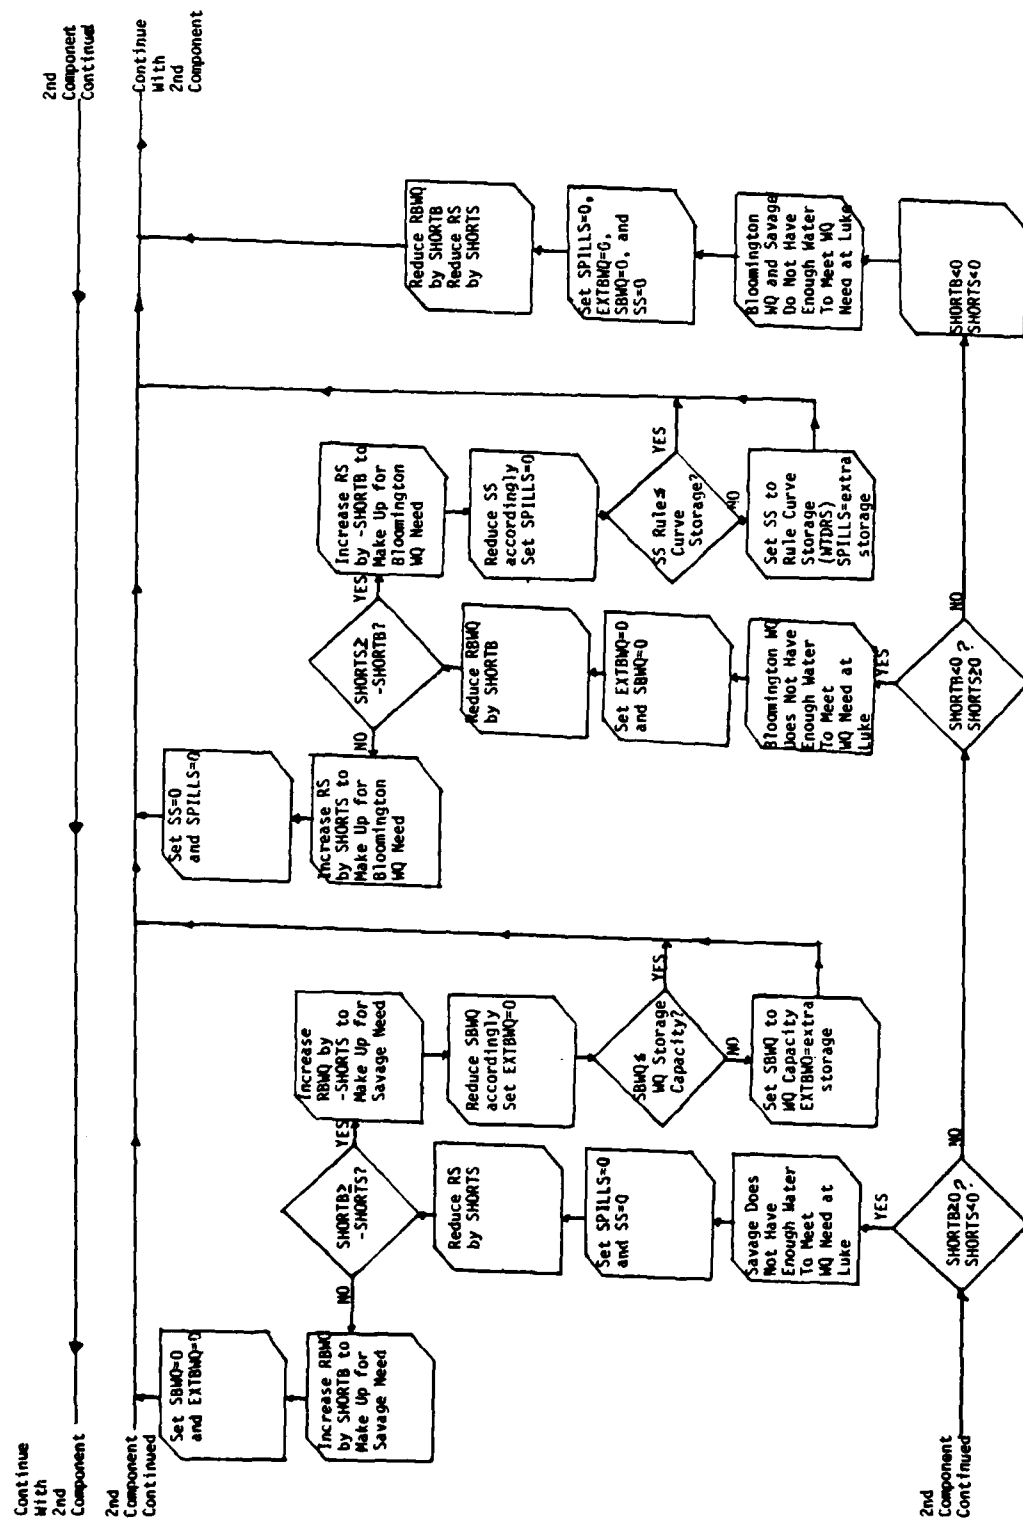 Continue
With
2nd
Component
2nd
Component
Continued
2nd
Component
Continued
Continue
With
2nd
Component
Set SBWQ=0
and EXTBWQ=0
Increase RBWQ
by SHORTB to
Make Up for
Savage Need
NO
SHORTB≥
-SHORTS?
YES
Increase
RBWQ by
-SHORTS to
Make Up for
Savage Need
Reduce SBWQ
accordingly
Set EXTBWQ=0
SBWQ≤
WQ Storage
Capacity?
YES
NO
Set SBWQ to
WQ Capacity
EXTBWQ=extra
storage
Reduce RS
by SHORTS
Set SPILLS=0
and SS=0
Savage Does
Not Have
Enough Water
To Meet
WQ Need at
Luke
YES
2nd
Component
Continued
SHORTB≥0
SHORTS<0?
NO
Set SS=0
and SPILLS=0
Increase RS
by SHORTS to
Make Up for
Bloomington
WQ Need
NO
SHORTS≥
-SHORTB?
YES
Increase RS
by -SHORTB to
Make Up for
Bloomington
WQ Need
Reduce SS
accordingly
Set SPILLS=0
SS Rule≤
Curve
Storage?
YES
NO
Set SS to
Rule Curve
Storage
(WTDRS)
SPILLS=extra
storage
Reduce RBWQ
by SHORTB
Set EXTBWQ=0
and SBWQ=0
Bloomington WQ
Does Not Have
Enough Water
To Meet
WQ Need at
Luke
YES
SHORTB<0
SHORTS≥0?
NO
Reduce RBWQ
by SHORTB
Reduce RS
by SHORTS
Set SPILLS=0,
EXTBWQ=0,
SBWQ=0, and
SS=0
Bloomington
WQ and Savage
Do Not Have
Enough Water
To Meet WQ
Need at Luke
SHORTB<0
SHORTS<0